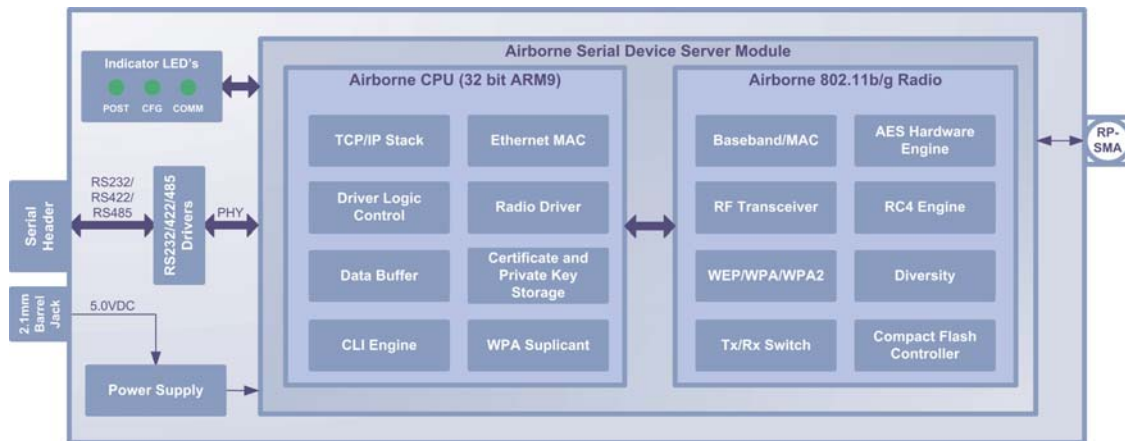 Airborne Serial Device Server Module
Indicator LED's
POST CFG COMM
Serial
Header
RS232/
RS422/
RS485
RS232/422/485
Drivers
PHY
2.1mm
Barrel
Jack
5.0VDC
Power Supply
Airborne CPU (32 bit ARM9)
TCP/IP Stack
Ethernet MAC
Driver Logic
Control
Radio Driver
Data Buffer
Certificate and
Private Key
Storage
CLI Engine
WPA Suplicant
Airborne 802.11b/g Radio
Baseband/MAC
AES Hardware
Engine
RF Transceiver
RC4 Engine
WEP/WPA/WPA2
Diversity
Tx/Rx Switch
Compact Flash
Controller
RP-
SMA